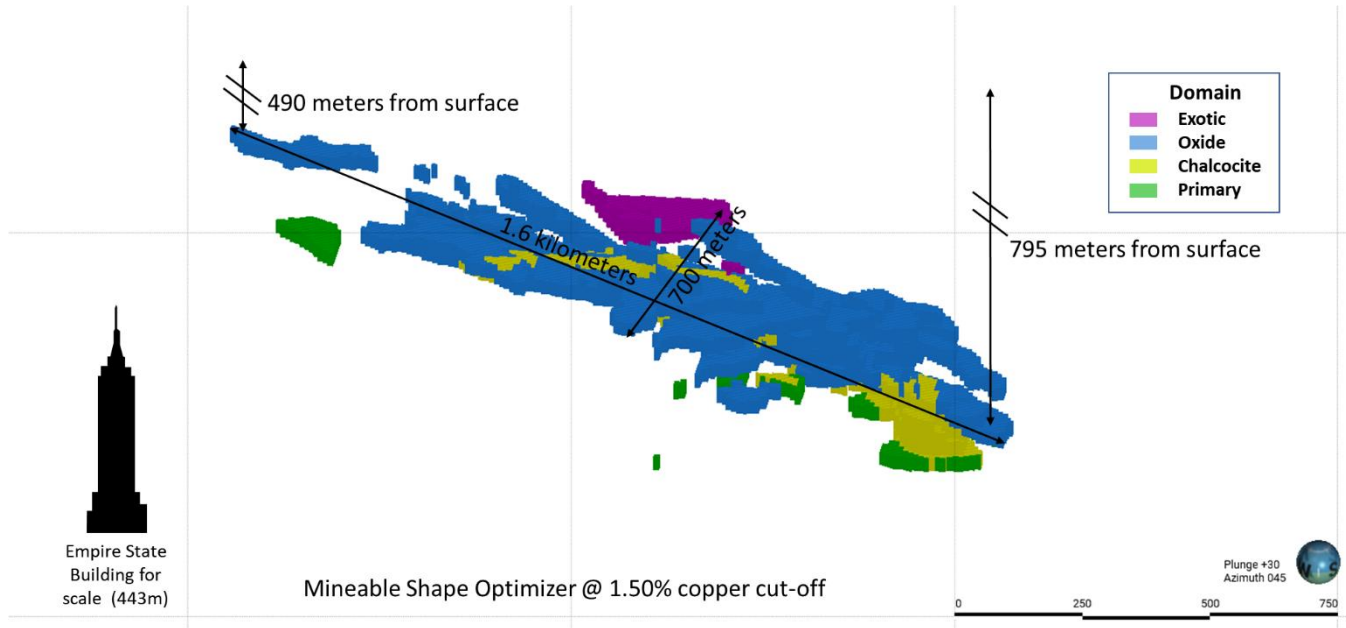 490 meters from surface
Domain
Exotic
Oxide
Chalcocite
Primary
1.6 kilometers
700 meters
795 meters from surface
Empire State
Building for
scale (443m)
Mineable Shape Optimizer @ 1.50% copper cut-off
Plunge +30
Azimuth 045
W S
0 250 500 750